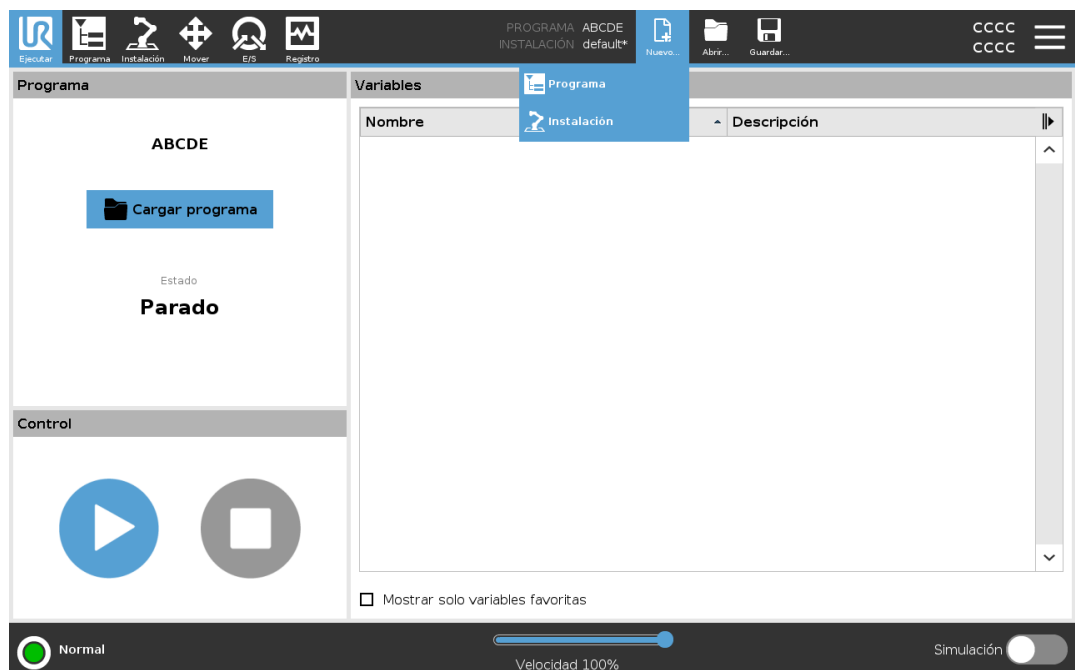 Ejecutar Programa Instalación Mover E/S Registro
PROGRAMA ABCDE
INSTALACIÓN default*
Nuevo... Abrir... Guardar...
CCCC
CCCC
Programa
Instalación
Programa
ABCDE
Cargar programa
Estado
Parado
Control
Variables
Nombre Descripción
Mostrar solo variables favoritas
Normal
Velocidad 100%
Simulación